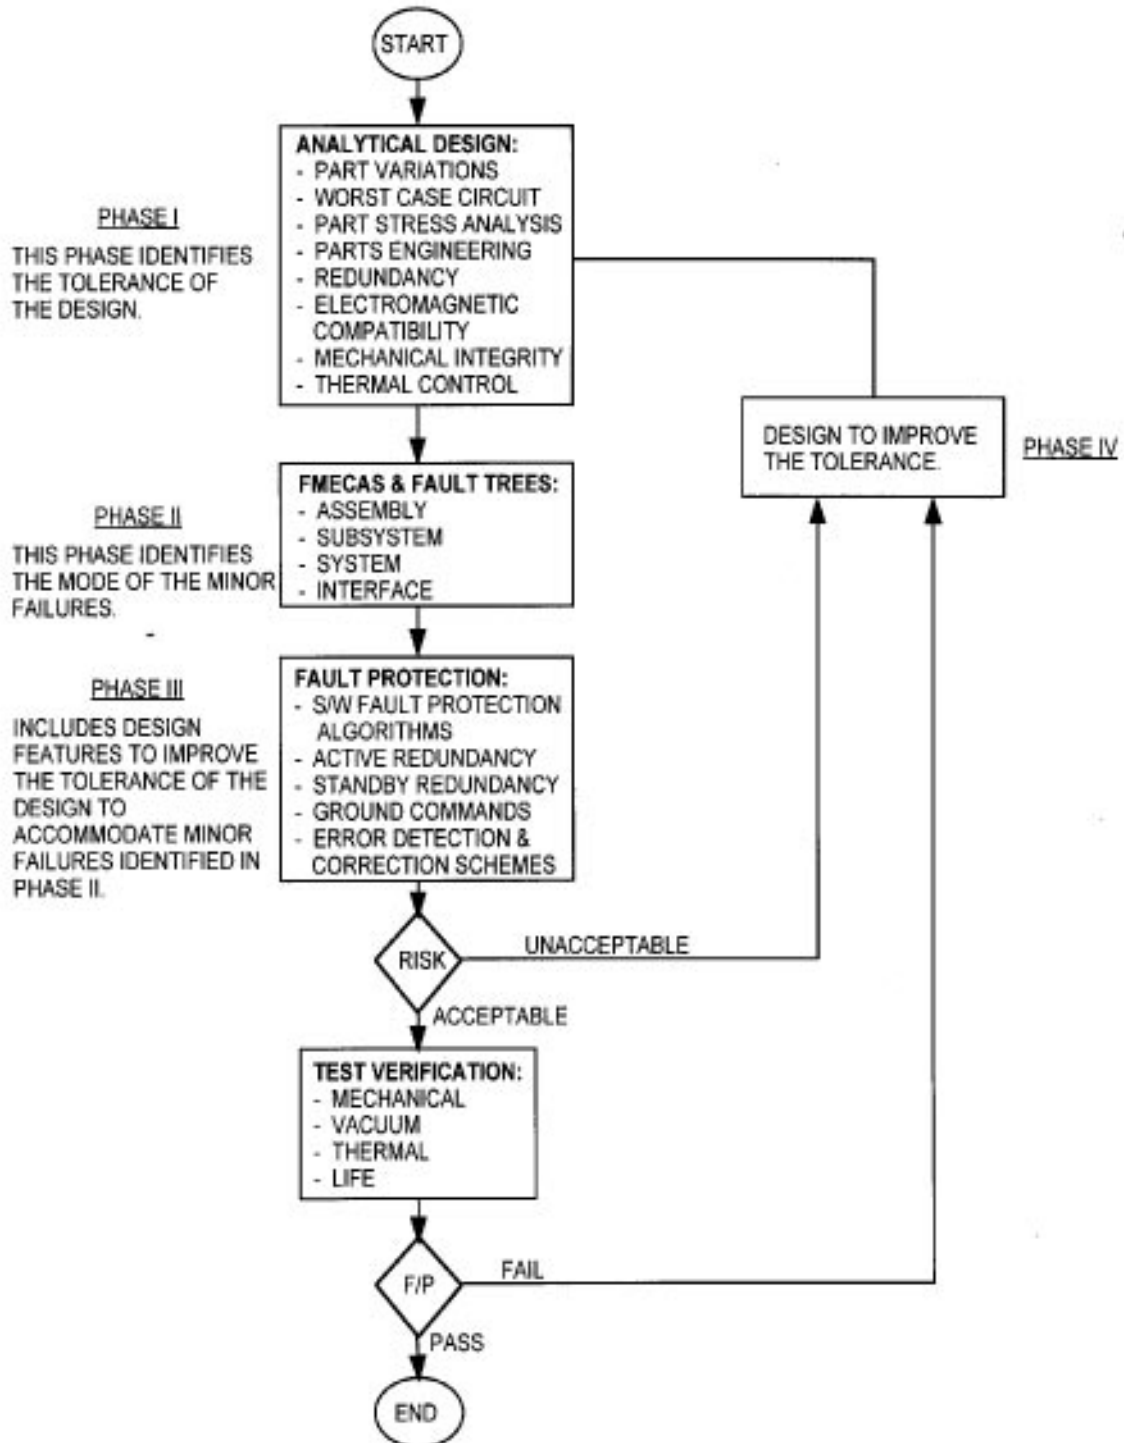 START
ANALYTICAL DESIGN:
- PART VARIATIONS
- WORST CASE CIRCUIT
- PART STRESS ANALYSIS
- PARTS ENGINEERING
- REDUNDANCY
- ELECTROMAGNETIC
COMPATIBILITY
- MECHANICAL INTEGRITY
- THERMAL CONTROL
PHASE I
THIS PHASE IDENTIFIES
THE TOLERANCE OF
THE DESIGN.
DESIGN TO IMPROVE
THE TOLERANCE.
PHASE IV
FMECAS & FAULT TREES:
- ASSEMBLY
- SUBSYSTEM
- SYSTEM
- INTERFACE
PHASE II
THIS PHASE IDENTIFIES
THE MODE OF THE MINOR
FAILURES.
FAULT PROTECTION:
- S/W FAULT PROTECTION
ALGORITHMS
- ACTIVE REDUNDANCY
- STANDBY REDUNDANCY
- GROUND COMMANDS
- ERROR DETECTION &
CORRECTION SCHEMES
PHASE III
INCLUDES DESIGN
FEATURES TO IMPROVE
THE TOLERANCE OF THE
DESIGN TO
ACCOMMODATE MINOR
FAILURES IDENTIFIED IN
PHASE II.
RISK
UNACCEPTABLE
ACCEPTABLE
TEST VERIFICATION:
- MECHANICAL
- VACUUM
- THERMAL
- LIFE
F/P
FAIL
PASS
END